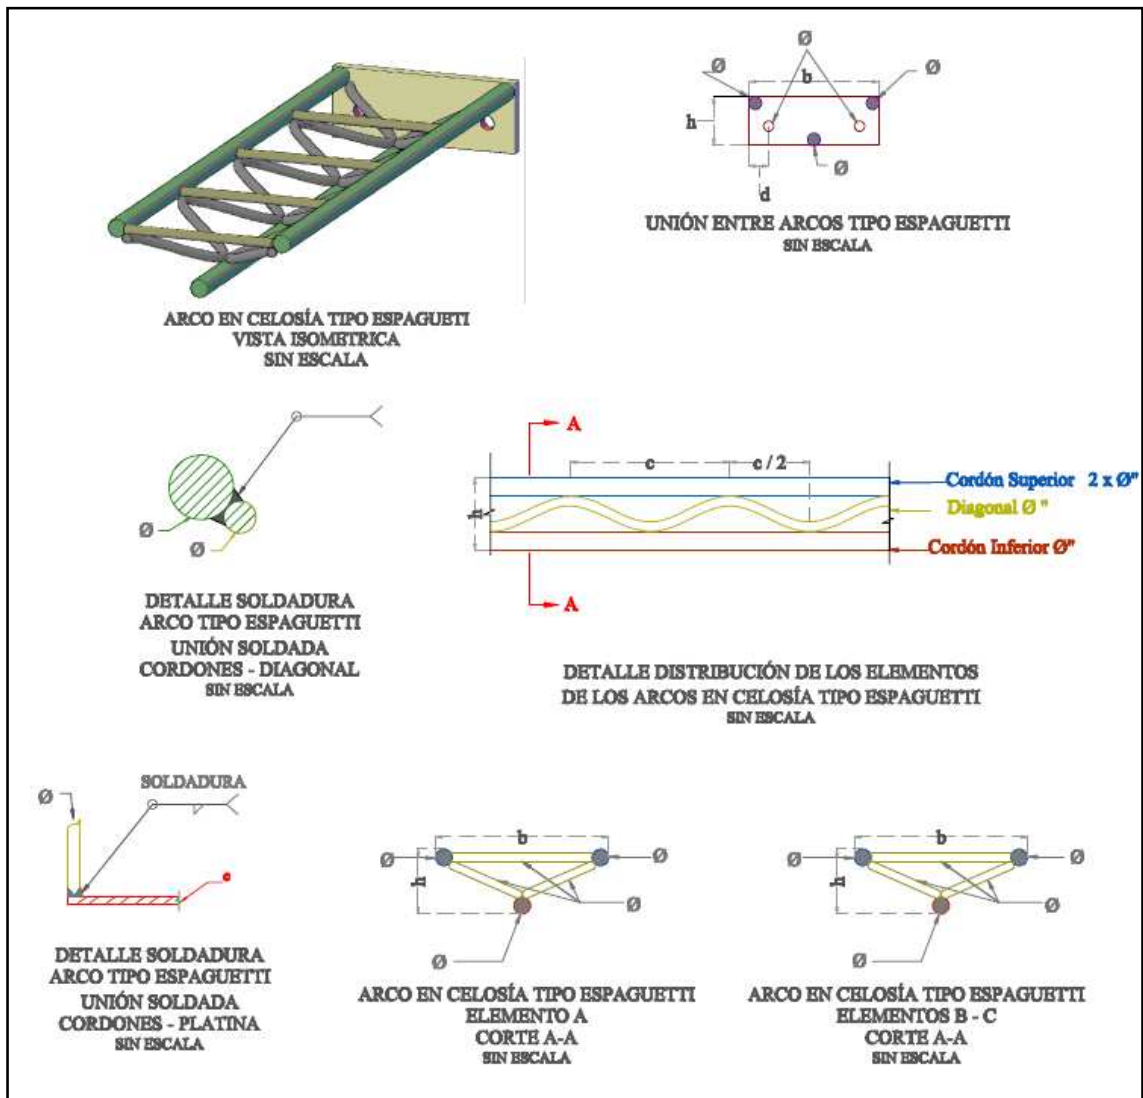 Ø
Ø
b
Ø
h
Ø
d
UNIÓN ENTRE ARCOS TIPO ESPAGUETTI
SIN ESCALA
ARCO EN CELOSÍA TIPO ESPAGUETI
VISTA ISOMETRICA
SIN ESCALA
Ø
Ø
DETALLE SOLDADURA
ARCO TIPO ESPAGUETTI
UNIÓN SOLDADA
CORDONES - DIAGONAL
SIN ESCALA
A
c
c / 2
h
Cordón Superior 2 x Ø"
Diagonal Ø "
Cordón Inferior Ø"
A
DETALLE DISTRIBUCIÓN DE LOS ELEMENTOS
DE LOS ARCOS EN CELOSÍA TIPO ESPAGUETTI
SIN ESCALA
SOLDADURA
Ø
e
DETALLE SOLDADURA
ARCO TIPO ESPAGUETTI
UNIÓN SOLDADA
CORDONES - PLATINA
SIN ESCALA
b
Ø
Ø
h
Ø
Ø
ARCO EN CELOSÍA TIPO ESPAGUETTI
ELEMENTO A
CORTE A-A
SIN ESCALA
b
Ø
Ø
h
Ø
Ø
ARCO EN CELOSÍA TIPO ESPAGUETTI
ELEMENTOS B - C
CORTE A-A
SIN ESCALA